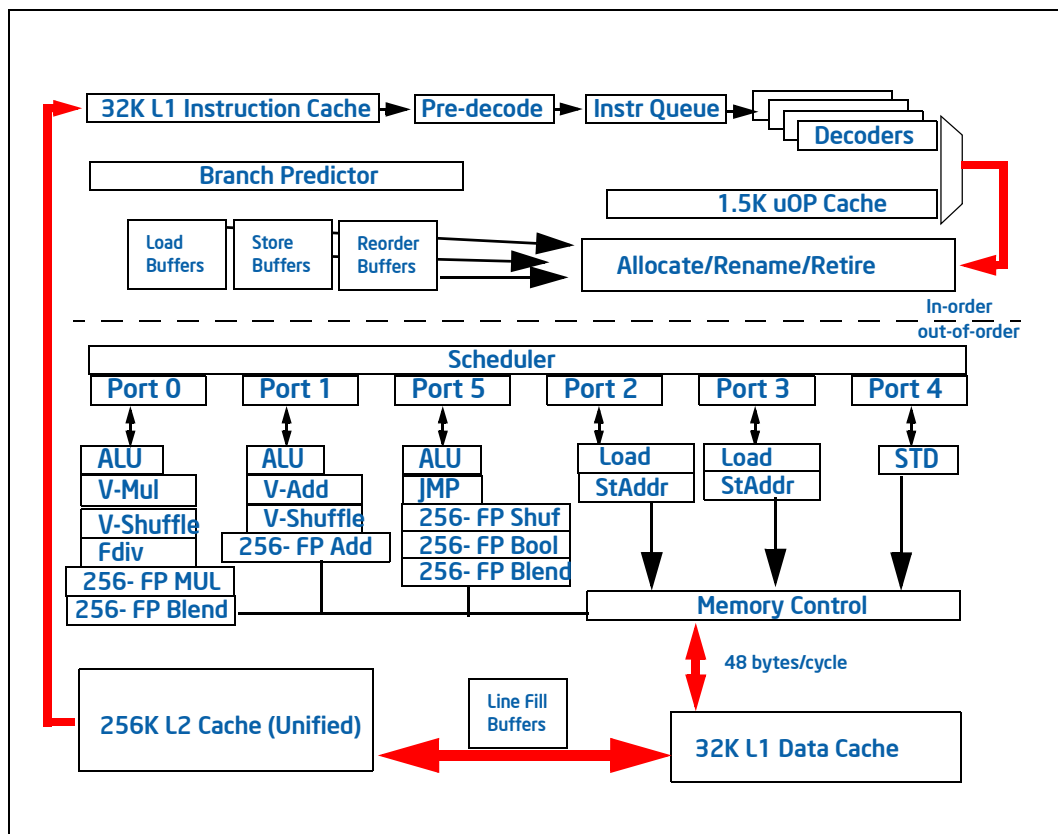 32K L1 Instruction Cache
Pre-decode
Instr Queue
Decoders
Branch Predictor
1.5K uOP Cache
Load
Buffers
Store
Buffers
Reorder
Buffers
Allocate/Rename/Retire
In-order
out-of-order
Scheduler
Port 0
Port 1
Port 5
Port 2
Port 3
Port 4
ALU
V-Mul
V-Shuffle
Fdiv
256- FP MUL
256- FP Blend
ALU
V-Add
V-Shuffle
256- FP Add
ALU
JMP
256- FP Shuf
256- FP Bool
256- FP Blend
Load
StAddr
Load
StAddr
STD
Memory Control
48 bytes/cycle
256K L2 Cache (Unified)
Line Fill
Buffers
32K L1 Data Cache